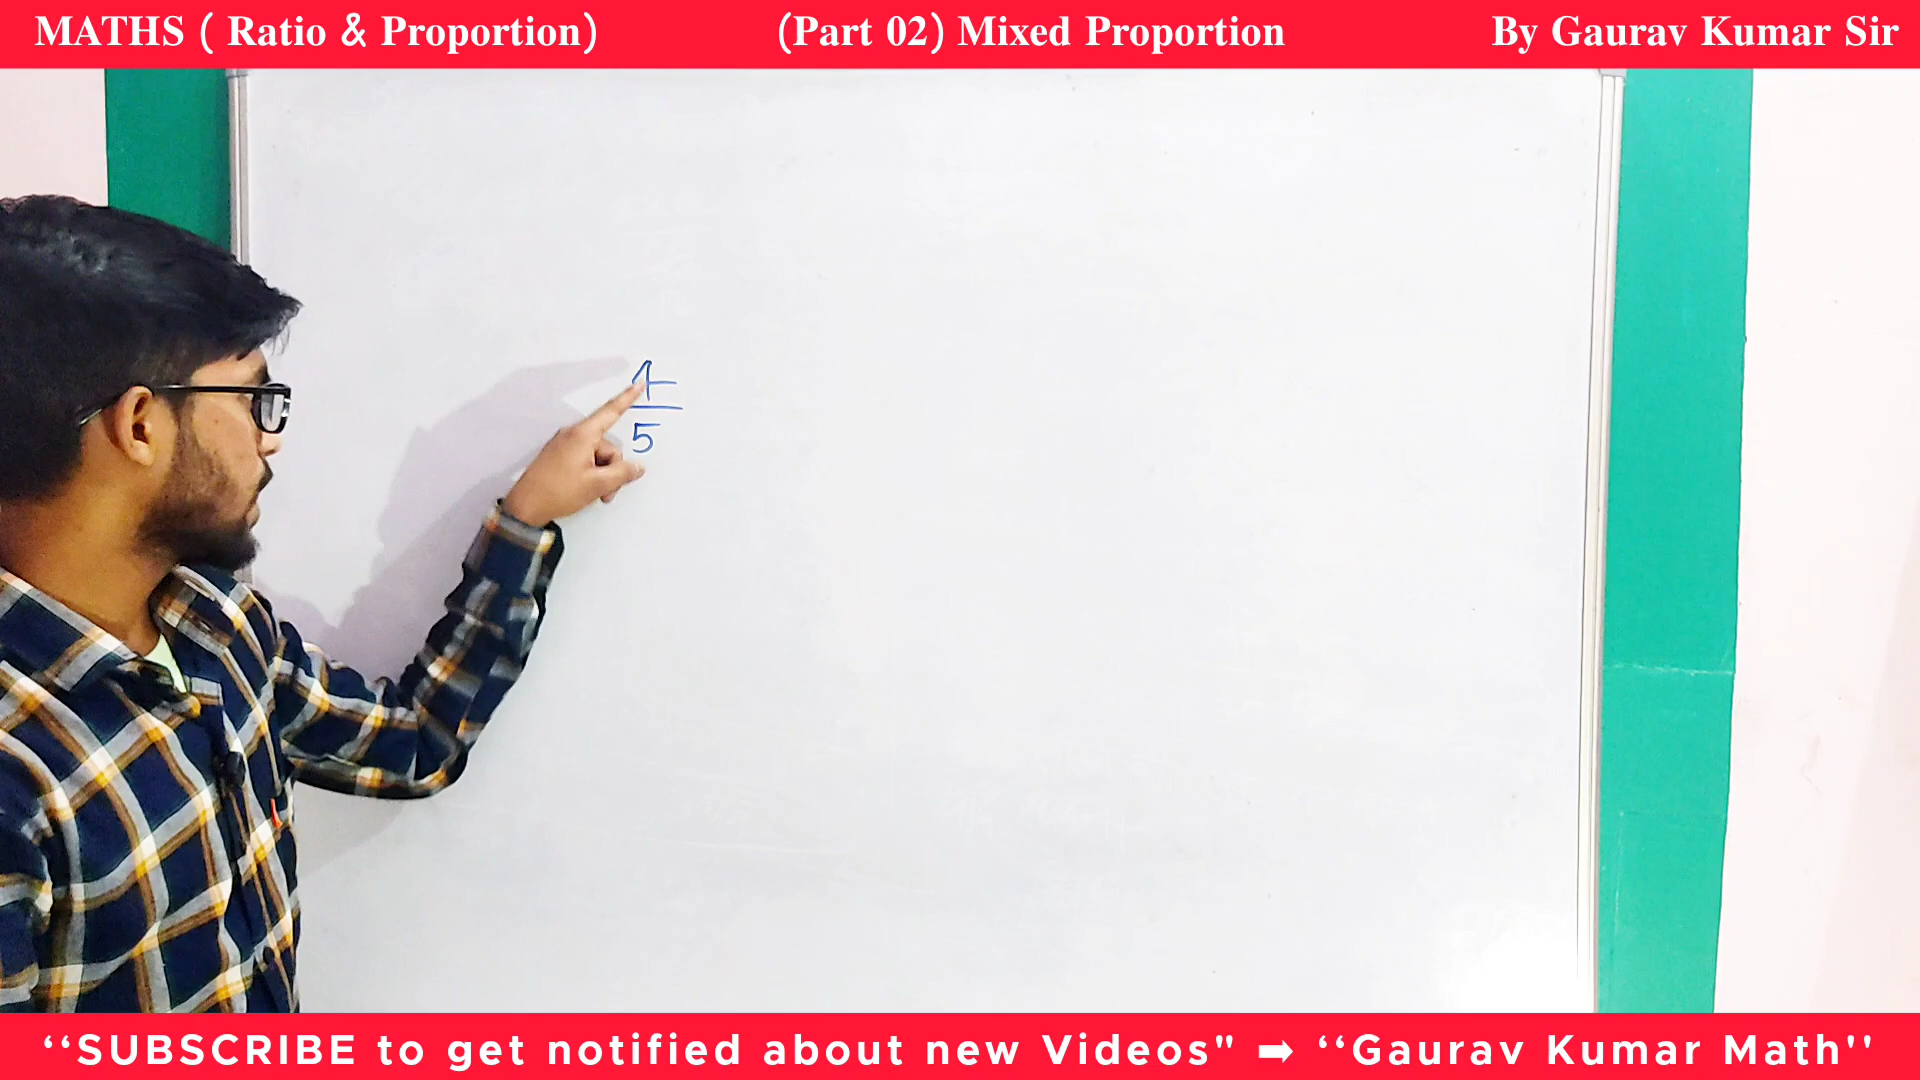 MATHS ( Ratio & Proportion) (Part 02) Mixed Proportion By Gaurav Kumar Sir
4
5
‘‘SUBSCRIBE to get notified about new Videos" ➡ ‘‘Gaurav Kumar Math''